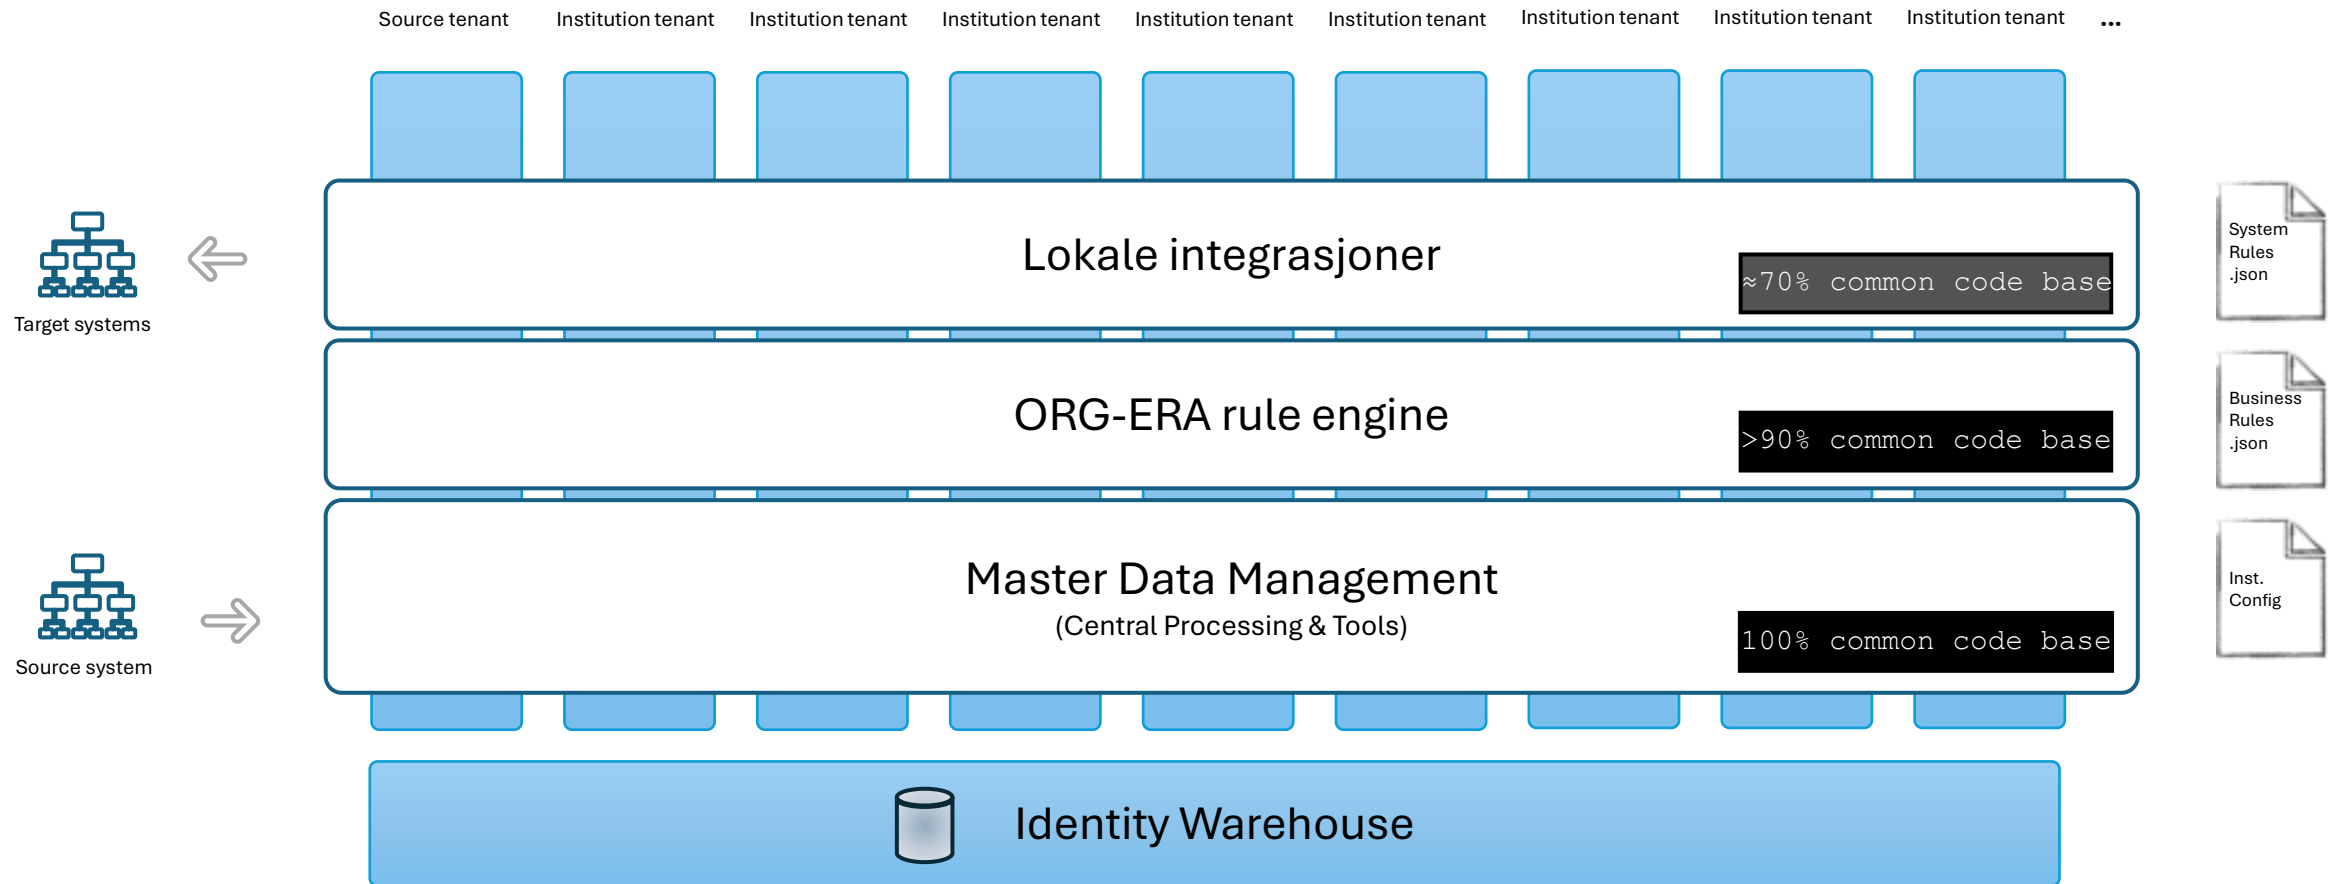 Source tenant
Institution tenant
Institution tenant
Institution tenant
Institution tenant
Institution tenant
Institution tenant
Institution tenant
Institution tenant
...
Lokale integrasjoner
≈70% common code base
System
Rules
.json
Target systems
ORG-ERA rule engine
>90% common code base
Business
Rules
.json
Master Data Management
(Central Processing & Tools)
100% common code base
Inst.
Config
Source system
Identity Warehouse